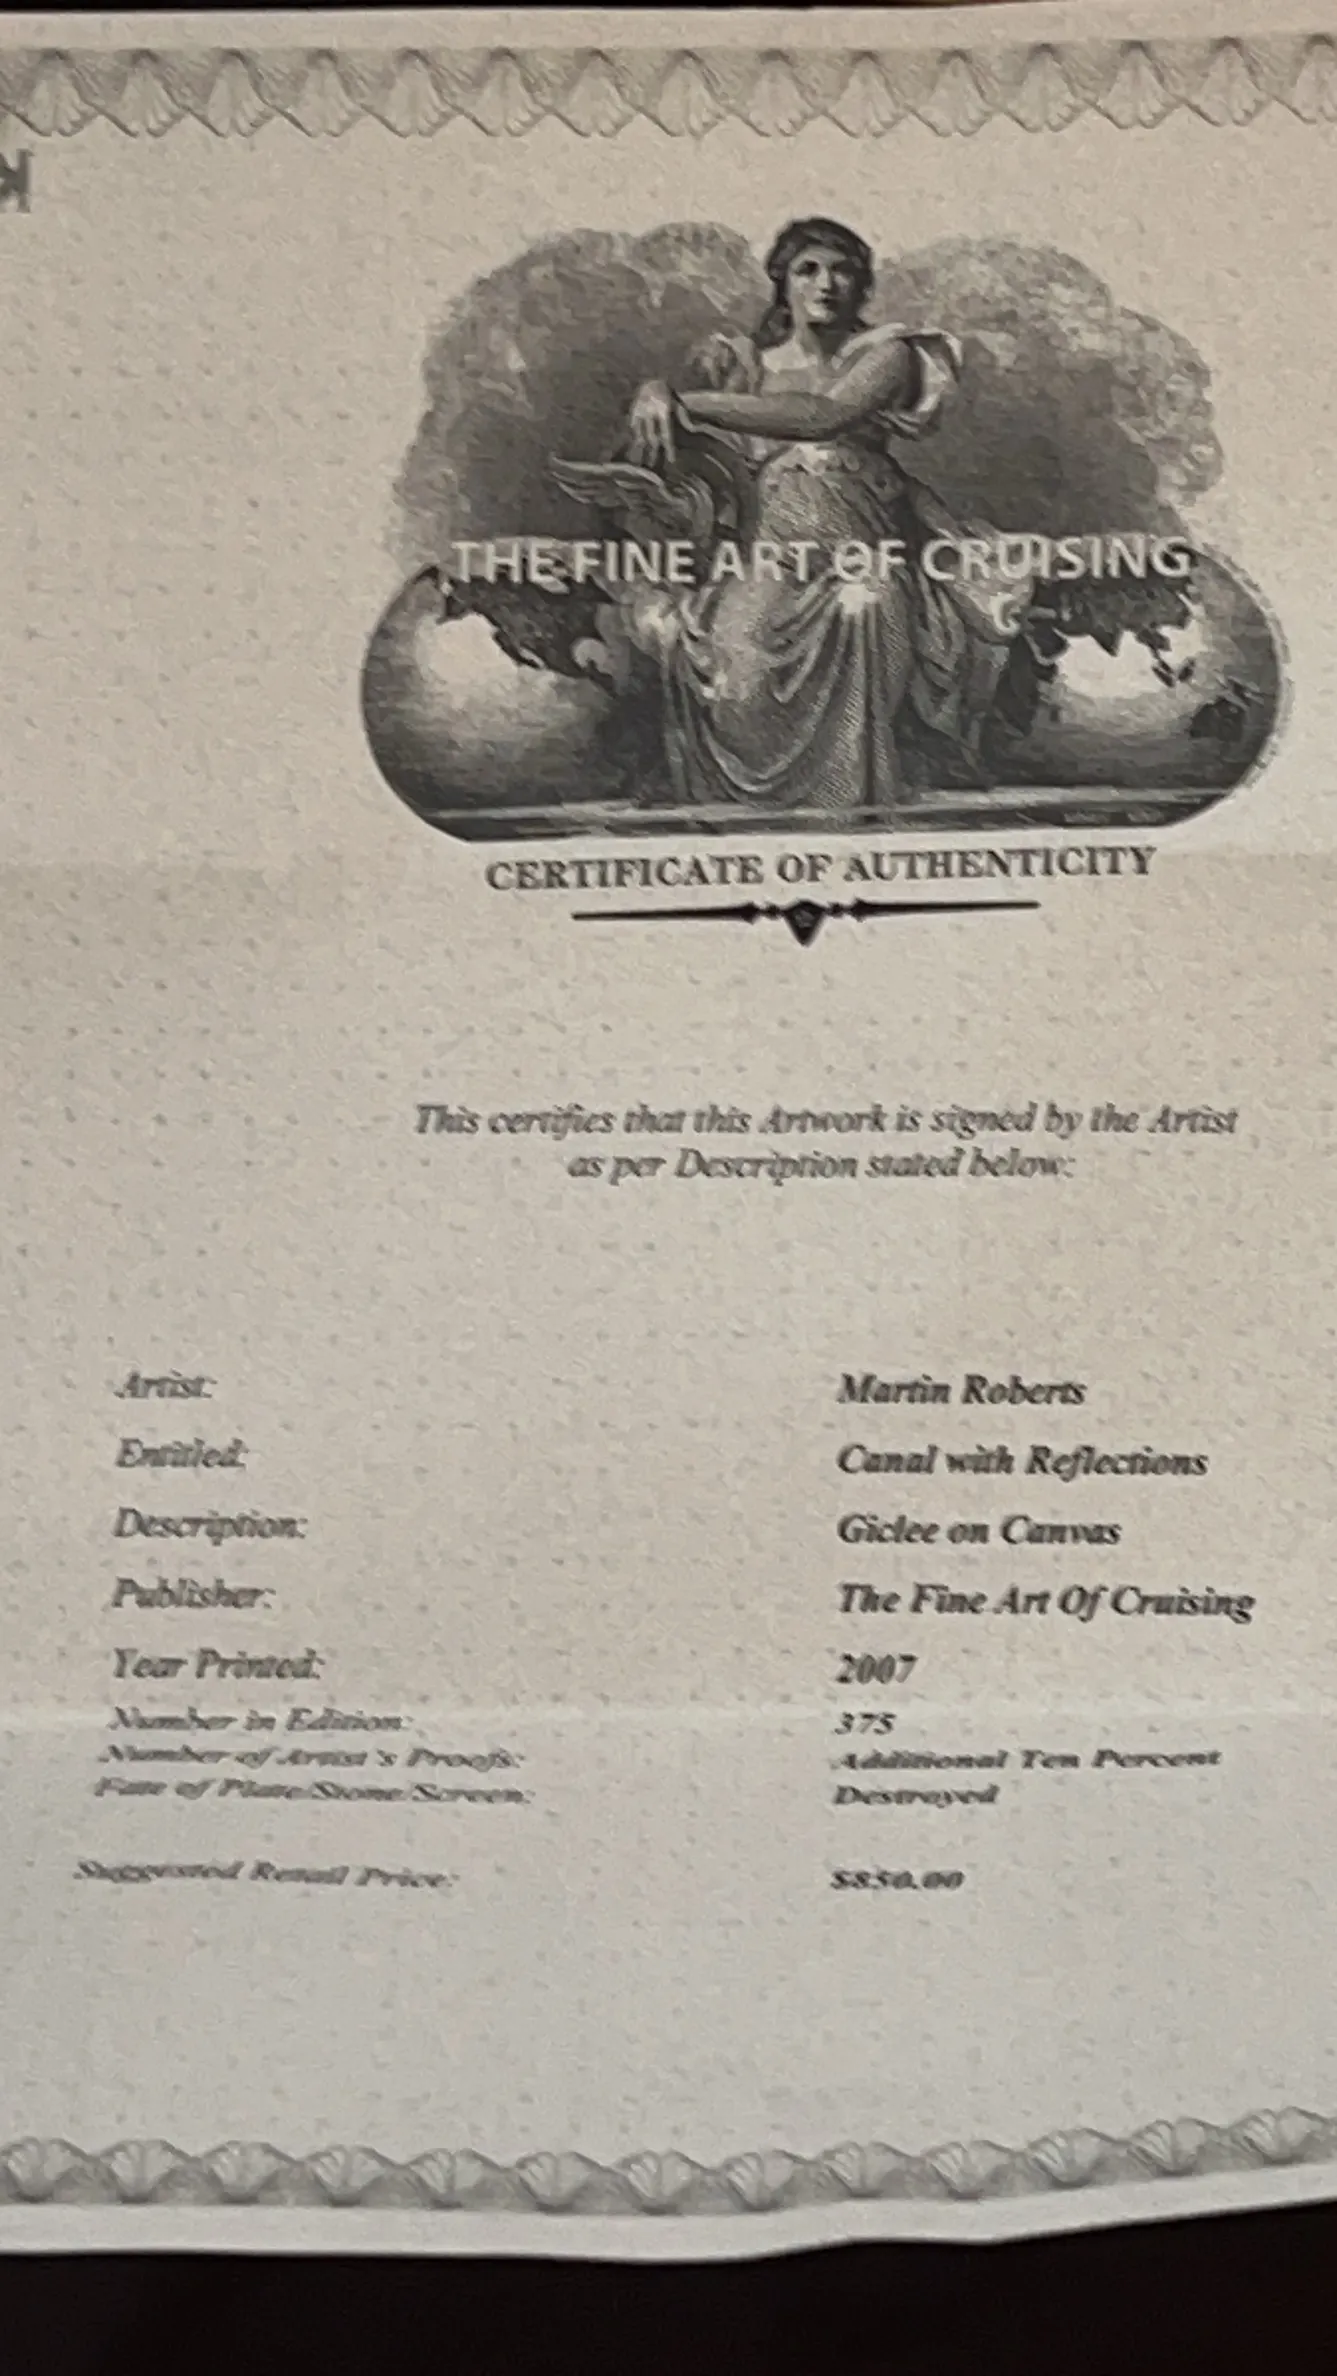 THE FINE ART OF CRUISING
CERTIFICATE OF AUTHENTICITY
This certifies that this Artwork is signed by the Artist
as per Description stated below:
Artist: Martin Roberts
Entitled: Canal with Reflections
Description: Giclee on Canvas
Publisher: The Fine Art Of Cruising
Year Printed: 2007
Number in Edition: 375
Number of Artist's Proofs: Additional Ten Percent
Fate of Plate/Stone/Screen: Destroyed
Suggested Retail Price: $850.00